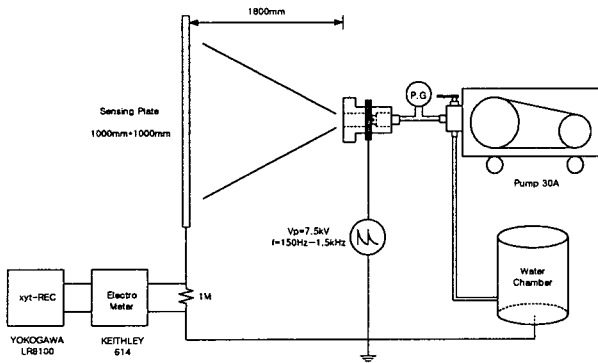 1800mm
P.G
Sensing Plate
1000mm*1000mm
Pump 30A
Vp=7.5kV
f=150Hz-1.5kHz
Water
Chamber
xyt-REC
Electro
Meter
1M
YOKOGAWA
LR8100
KEITHLEY
614